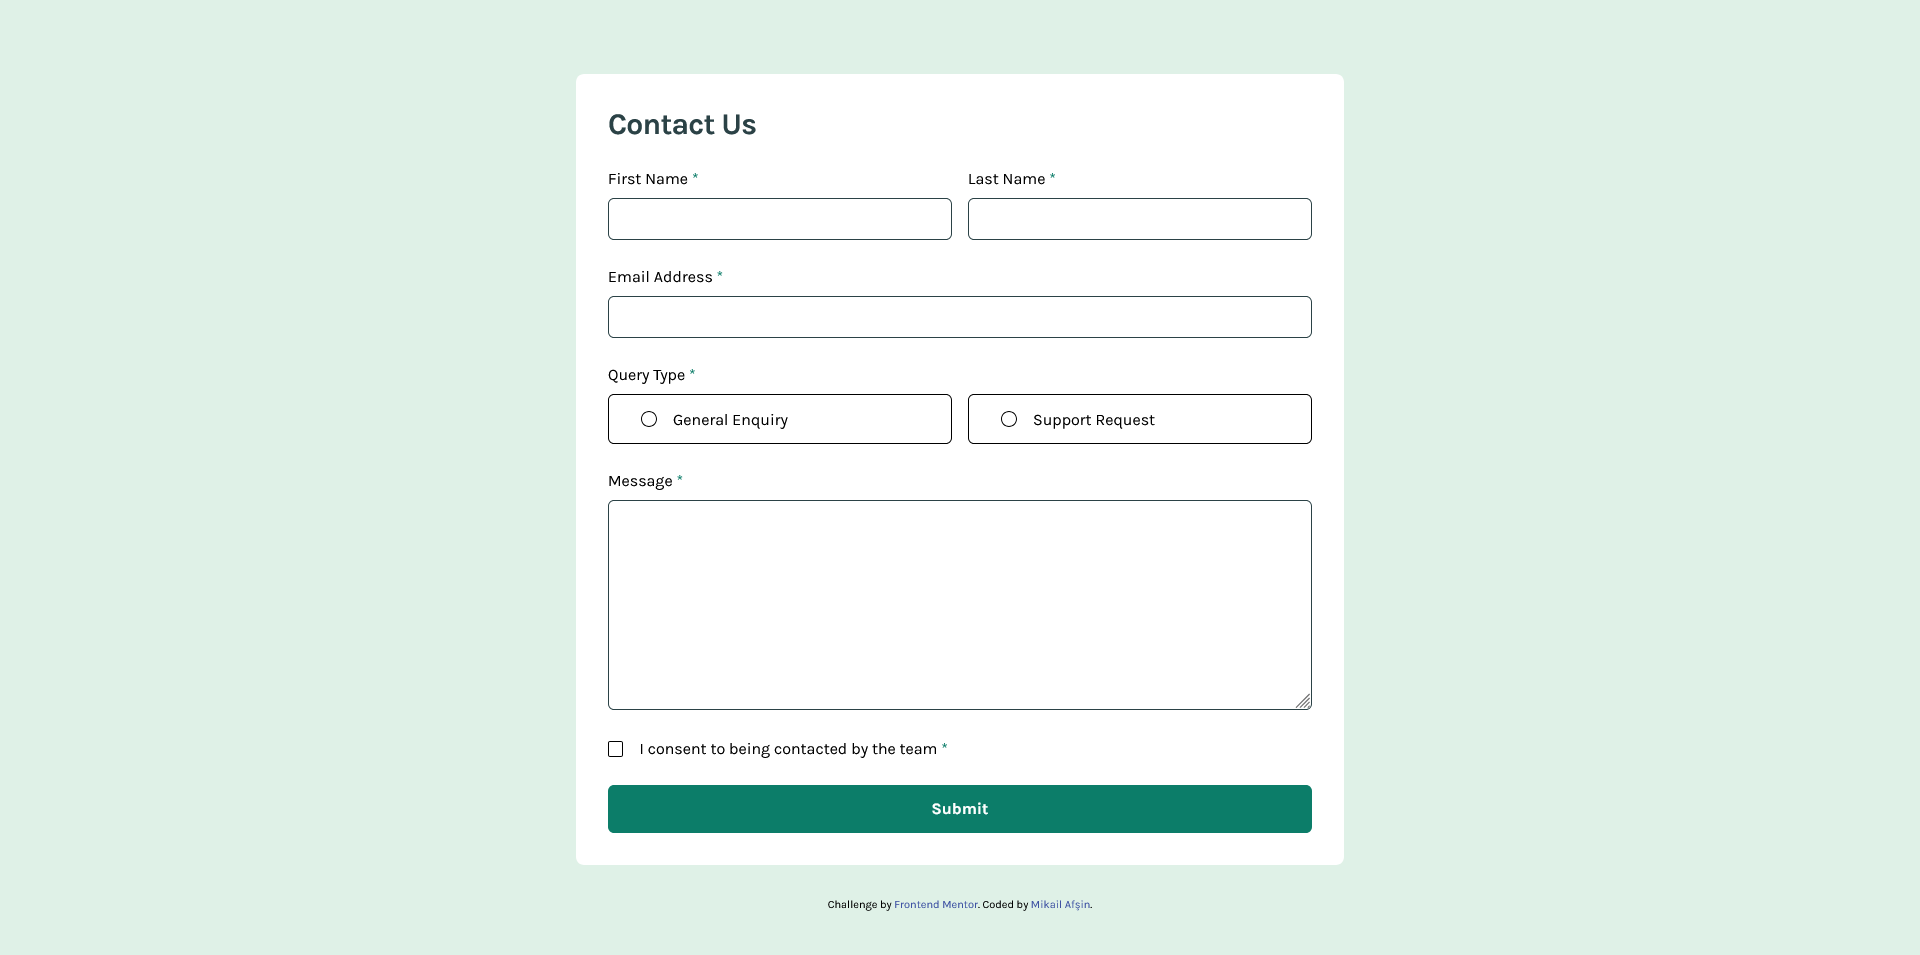 Contact Us
First Name *
Last Name *
Email Address *
Query Type *
General Enquiry
Support Request
Message *
I consent to being contacted by the team *
Submit
Challenge by Frontend Mentor. Coded by Mikail Afşin.